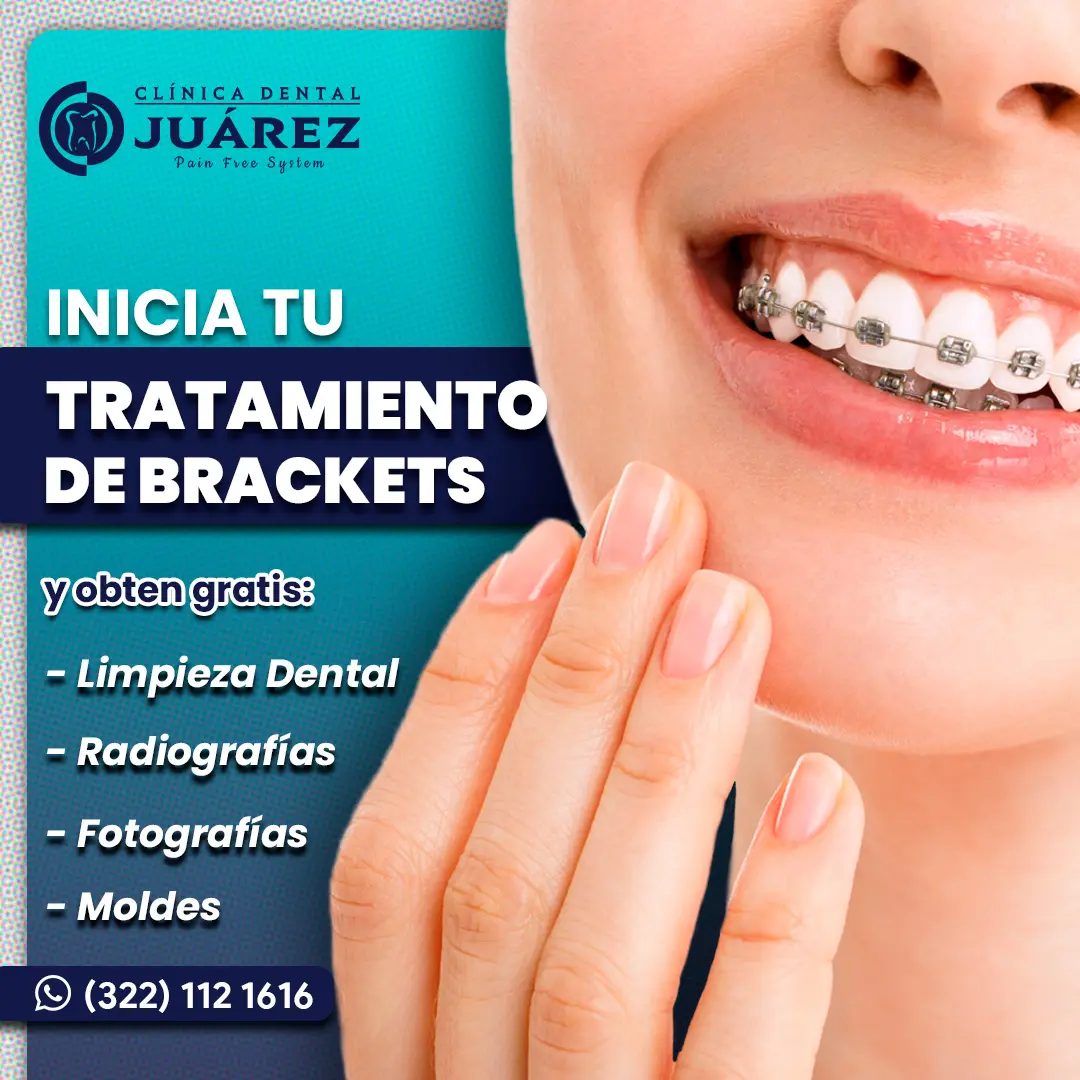 CLÍNICA DENTAL
JUÁREZ
Pain Free System
INICIA TU
TRATAMIENTO
DE BRACKETS
y obten gratis:
- Limpieza Dental
- Radiografías
- Fotografías
- Moldes
(322) 112 1616